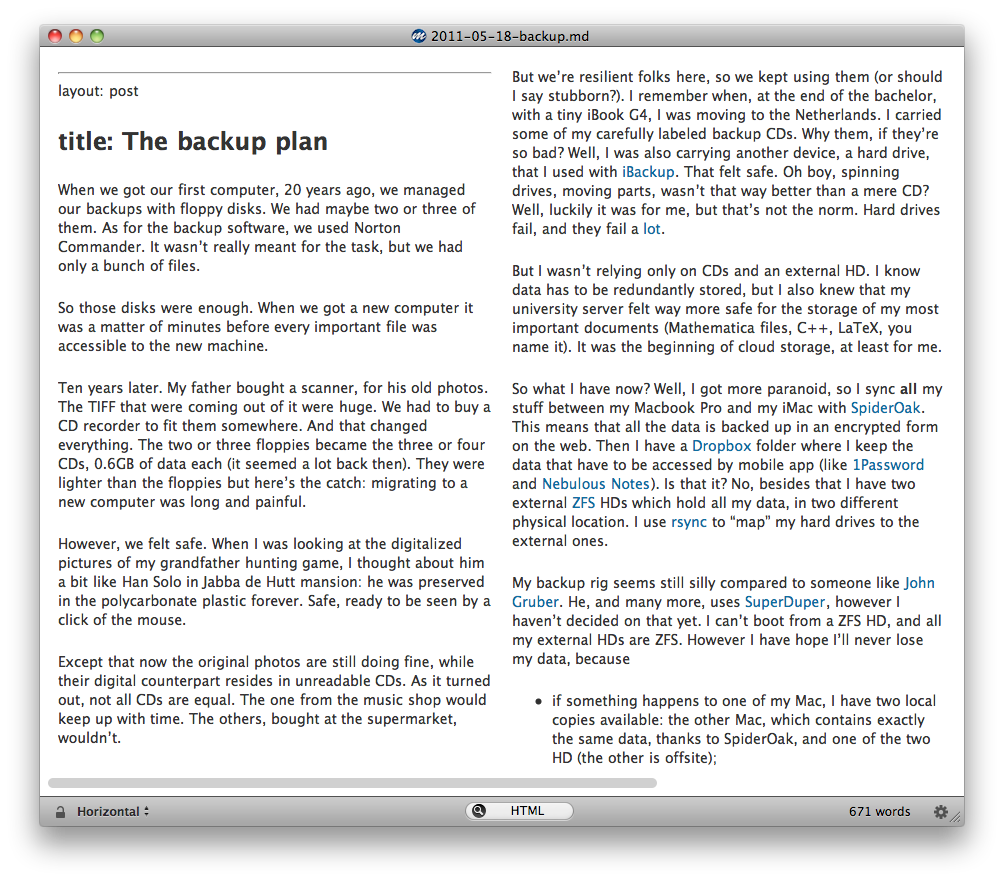 2011-05-18-backup.md
layout: post
title: The backup plan
When we got our first computer, 20 years ago, we managed
our backups with floppy disks. We had maybe two or three of
them. As for the backup software, we used Norton
Commander. It wasn’t really meant for the task, but we had
only a bunch of files.
So those disks were enough. When we got a new computer it
was a matter of minutes before every important file was
accessible to the new machine.
Ten years later. My father bought a scanner, for his old photos.
The TIFF that were coming out of it were huge. We had to buy a
CD recorder to fit them somewhere. And that changed
everything. The two or three floppies became the three or four
CDs, 0.6GB of data each (it seemed a lot back then). They were
lighter than the floppies but here’s the catch: migrating to a
new computer was long and painful.
However, we felt safe. When I was looking at the digitalized
pictures of my grandfather hunting game, I thought about him
a bit like Han Solo in Jabba de Hutt mansion: he was preserved
in the polycarbonate plastic forever. Safe, ready to be seen by a
click of the mouse.
Except that now the original photos are still doing fine, while
their digital counterpart resides in unreadable CDs. As it turned
out, not all CDs are equal. The one from the music shop would
keep up with time. The others, bought at the supermarket,
wouldn’t.
But we’re resilient folks here, so we kept using them (or should
I say stubborn?). I remember when, at the end of the bachelor,
with a tiny iBook G4, I was moving to the Netherlands. I carried
some of my carefully labeled backup CDs. Why them, if they’re
so bad? Well, I was also carrying another device, a hard drive,
that I used with iBackup. That felt safe. Oh boy, spinning
drives, moving parts, wasn’t that way better than a mere CD?
Well, luckily it was for me, but that’s not the norm. Hard drives
fail, and they fail a lot.
But I wasn’t relying only on CDs and an external HD. I know
data has to be redundantly stored, but I also knew that my
university server felt way more safe for the storage of my most
important documents (Mathematica files, C++, LaTeX, you
name it). It was the beginning of cloud storage, at least for me.
So what I have now? Well, I got more paranoid, so I sync all my
stuff between my Macbook Pro and my iMac with SpiderOak.
This means that all the data is backed up in an encrypted form
on the web. Then I have a Dropbox folder where I keep the
data that have to be accessed by mobile app (like 1Password
and Nebulous Notes). Is that it? No, besides that I have two
external ZFS HDs which hold all my data, in two different
physical location. I use rsync to “map” my hard drives to the
external ones.
My backup rig seems still silly compared to someone like John
Gruber. He, and many more, uses SuperDuper, however I
haven’t decided on that yet. I can’t boot from a ZFS HD, and all
my external HDs are ZFS. However I have hope I’ll never lose
my data, because
• if something happens to one of my Mac, I have two local
copies available: the other Mac, which contains exactly
the same data, thanks to SpiderOak, and one of the two
HD (the other is offsite);
Horizontal
HTML
671 words